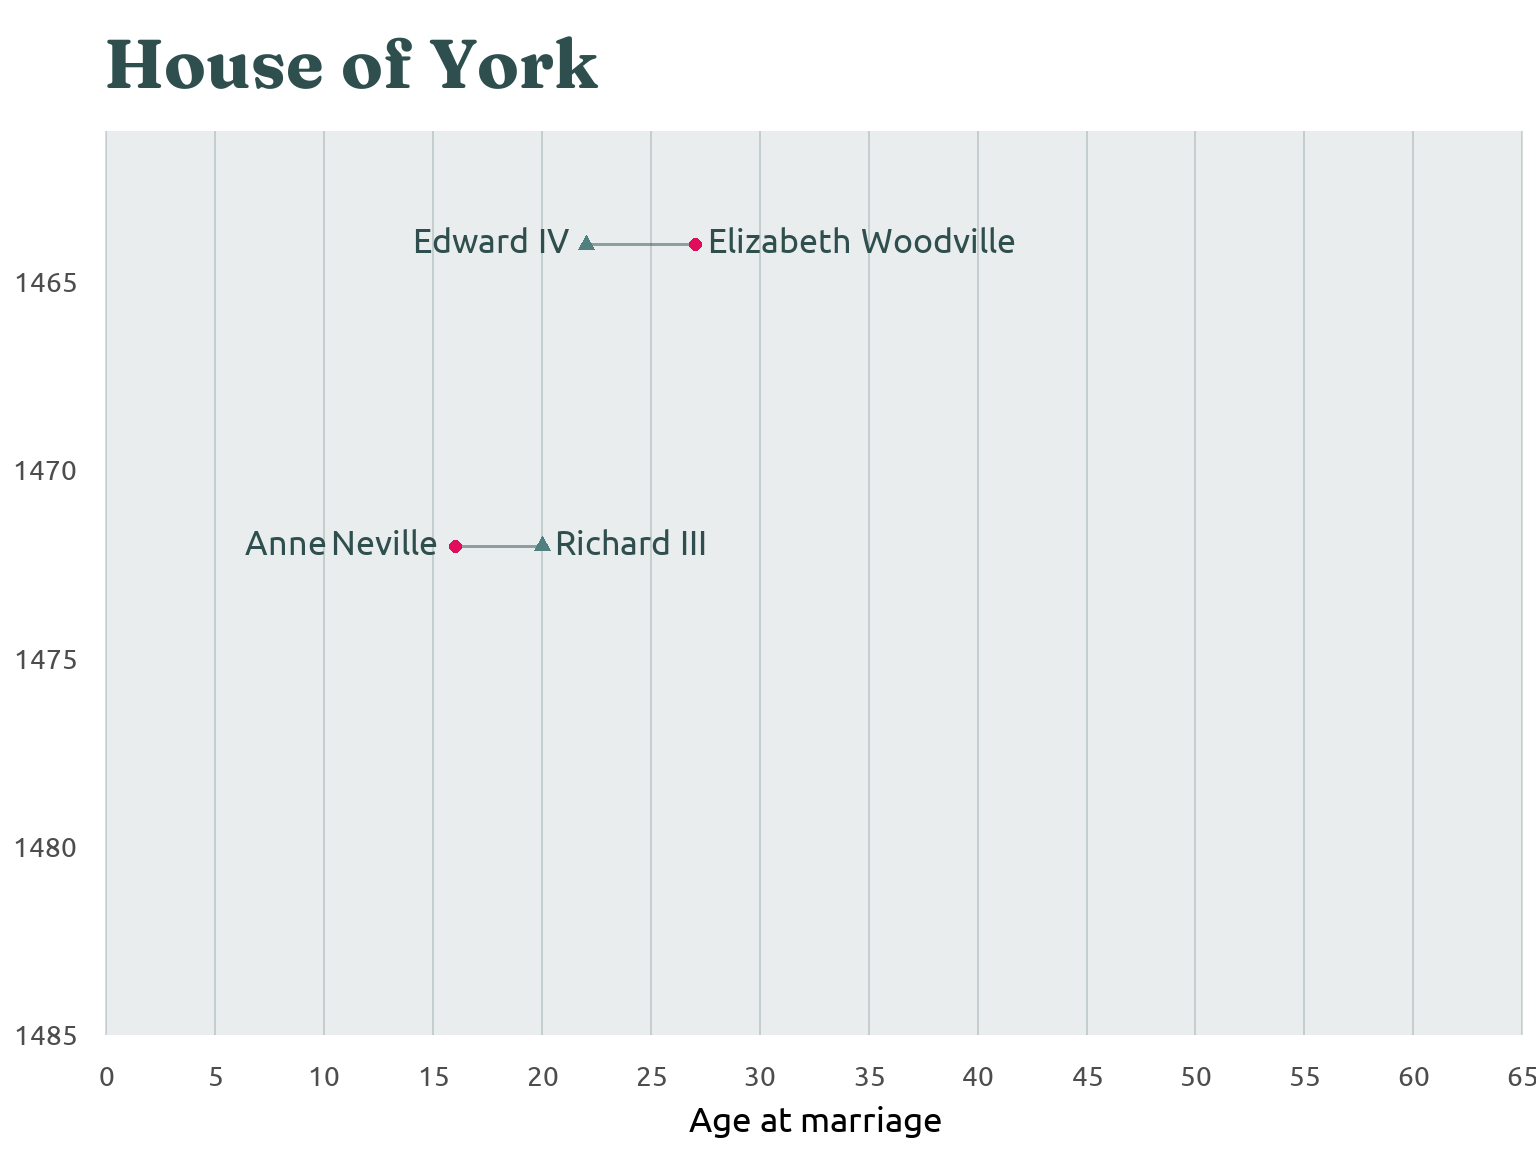 House of York
Edward IV Elizabeth Woodville
1465
1470
Anne Neville Richard III
1475
1480
1485
0 5 10 15 20 25 30 35 40 45 50 55 60 65
Age at marriage